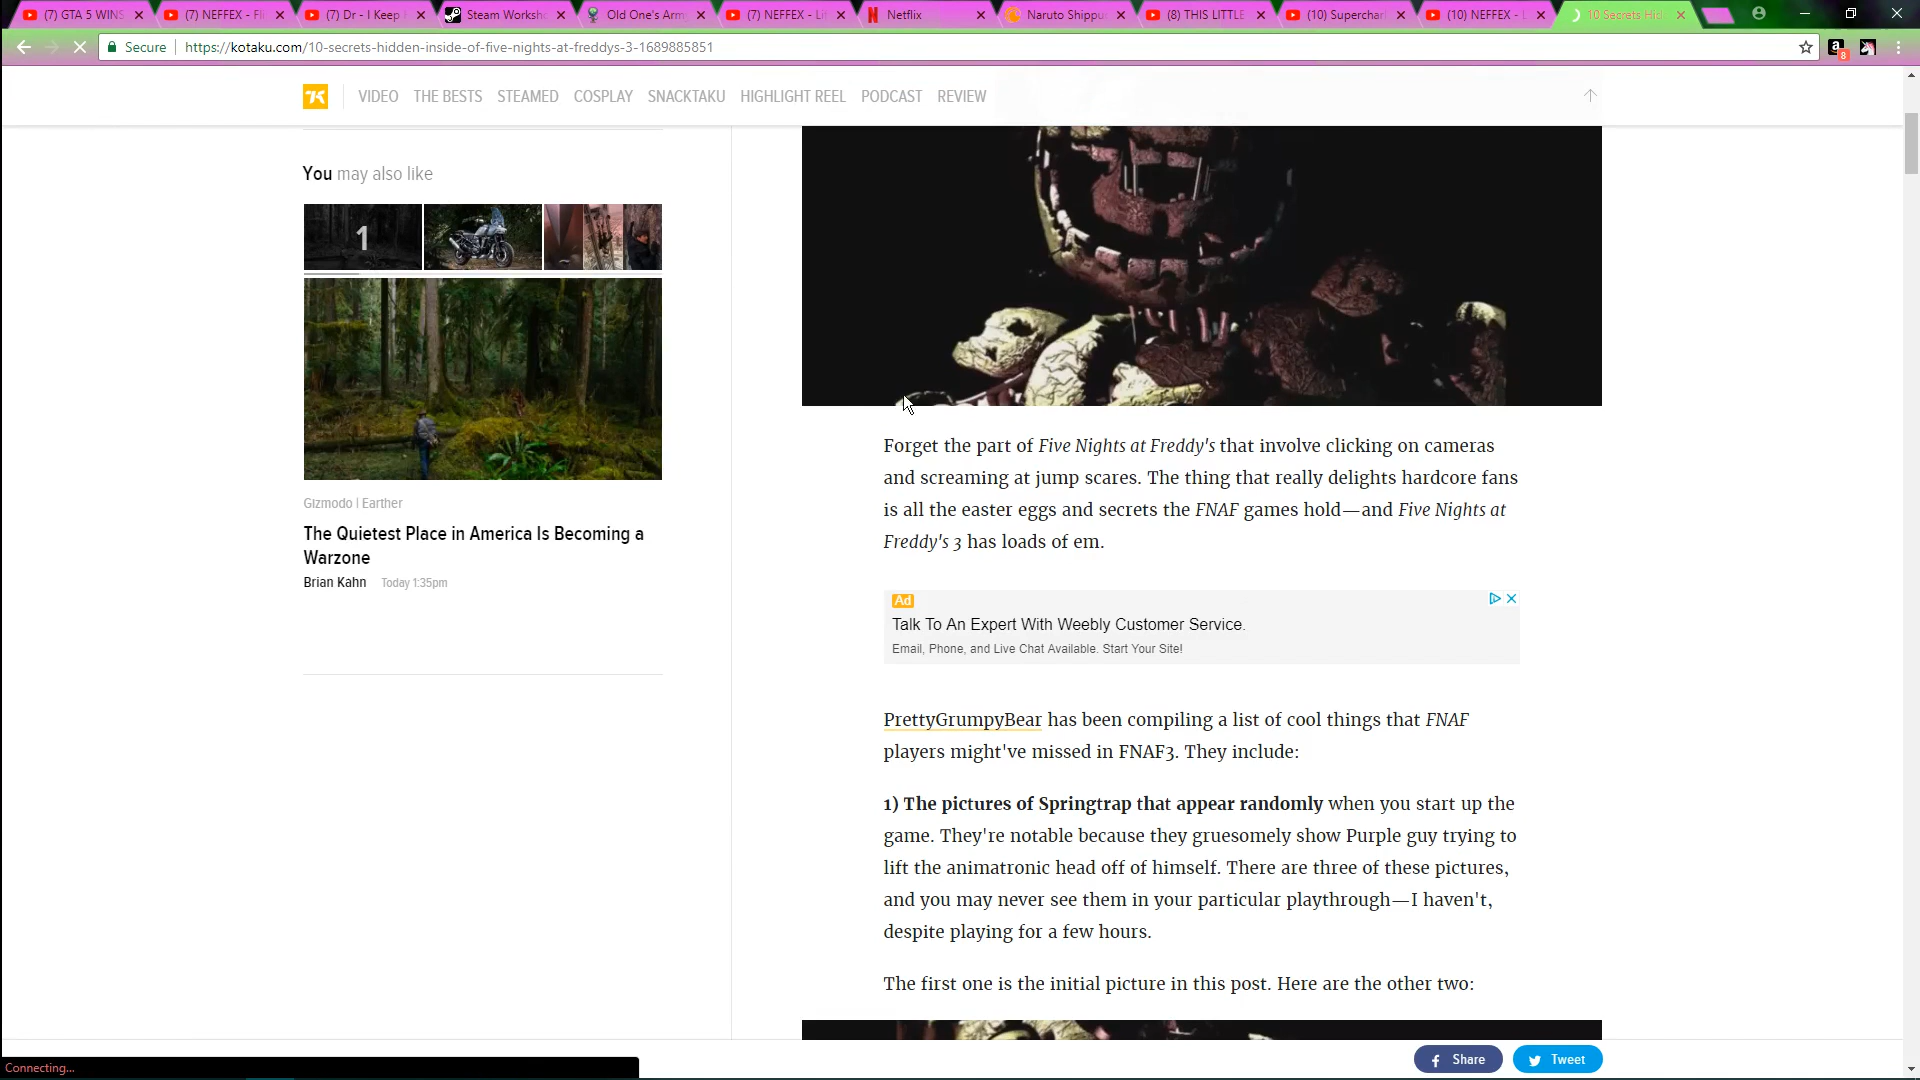 (7) GTA 5 WINS
(7) NEFFEX - Fi
(7) Dr - I Keep
Steam Worksho
Old One's Arm
(7) NEFFEX - Li
Netflix
Naruto Shippu
(8) THIS LITTLE
(10) Superchar
(10) NEFFEX - L
10 Secrets Hid
Secure
https://kotaku.com/10-secrets-hidden-inside-of-five-nights-at-freddys-3-1689885851
a
8
VIDEO THE BESTS STEAMED COSPLAY SNACKTAKU HIGHLIGHT REEL PODCAST REVIEW
You may also like
1
Gizmodo | Earther
The Quietest Place in America Is Becoming a
Warzone
Brian Kahn Today 1:35pm
Forget the part of Five Nights at Freddy's that involve clicking on cameras
and screaming at jump scares. The thing that really delights hardcore fans
is all the easter eggs and secrets the FNAF games hold—and Five Nights at
Freddy's 3 has loads of em.
Ad
Talk To An Expert With Weebly Customer Service.
Email, Phone, and Live Chat Available. Start Your Site!
PrettyGrumpyBear has been compiling a list of cool things that FNAF
players might've missed in FNAF3. They include:
1) The pictures of Springtrap that appear randomly when you start up the
game. They're notable because they gruesomely show Purple guy trying to
lift the animatronic head off of himself. There are three of these pictures,
and you may never see them in your particular playthrough—I haven't,
despite playing for a few hours.
The first one is the initial picture in this post. Here are the other two:
Share
Tweet
Connecting...